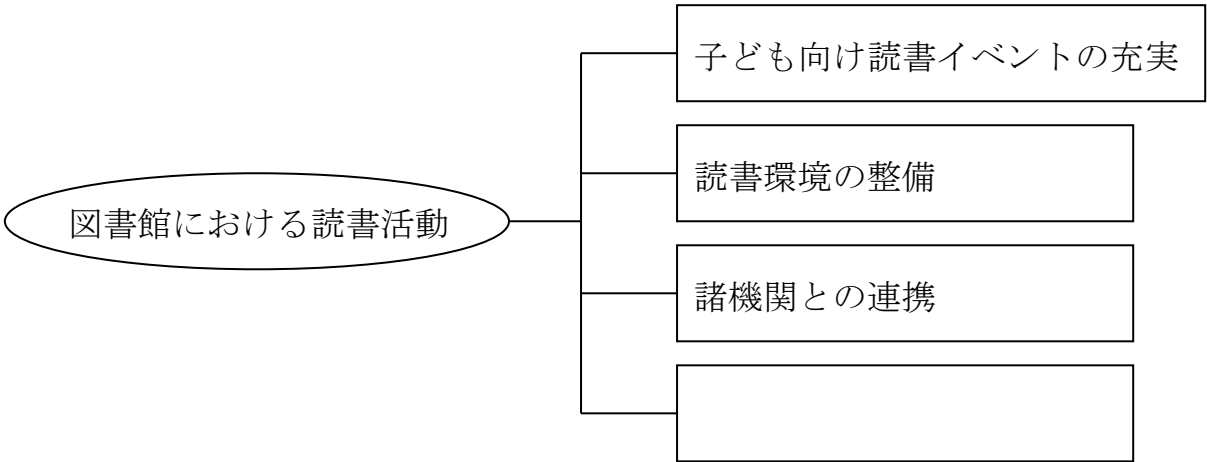 子ども向け読書イベントの充実
読書環境の整備
図書館における読書活動
諸機関との連携